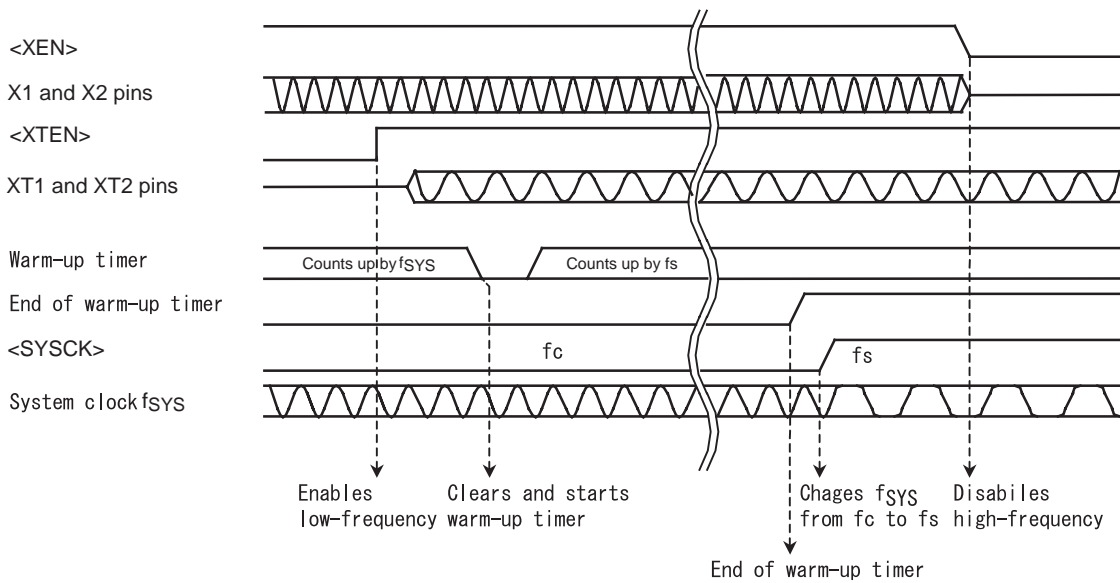 <XEN>
X1 and X2 pins
<XTEN>
XT1 and XT2 pins
Warm-up timer
Counts up by fSYS
Counts up by fs
End of warm-up timer
<SYSCK>
fc
fs
System clock fSYS
Enables
low-frequency
Clears and starts
warm-up timer
Chages fSYS
from fc to fs
Disabiles
high-frequency
End of warm-up timer